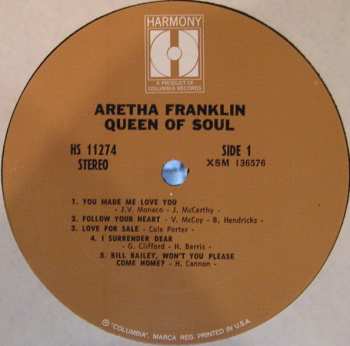 HARMONY
H
A PRODUCT OF
COLUMBIA RECORDS
ARETHA FRANKLIN
QUEEN OF SOUL
HS 11274
STEREO
SIDE 1
XSM 136576
1. YOU MADE ME LOVE YOU
- J.V. Monaco - J. McCarthy -
2. FOLLOW YOUR HEART - V. McCoy - B. Hendricks -
3. LOVE FOR SALE - Cole Porter -
4. I SURRENDER DEAR
- G. Clifford - H. Barris -
5. BILL BAILEY, WON'T YOU PLEASE
COME HOME? - H. Cannon -
© "COLUMBIA", MARCA REG. PRINTED IN U.S.A.